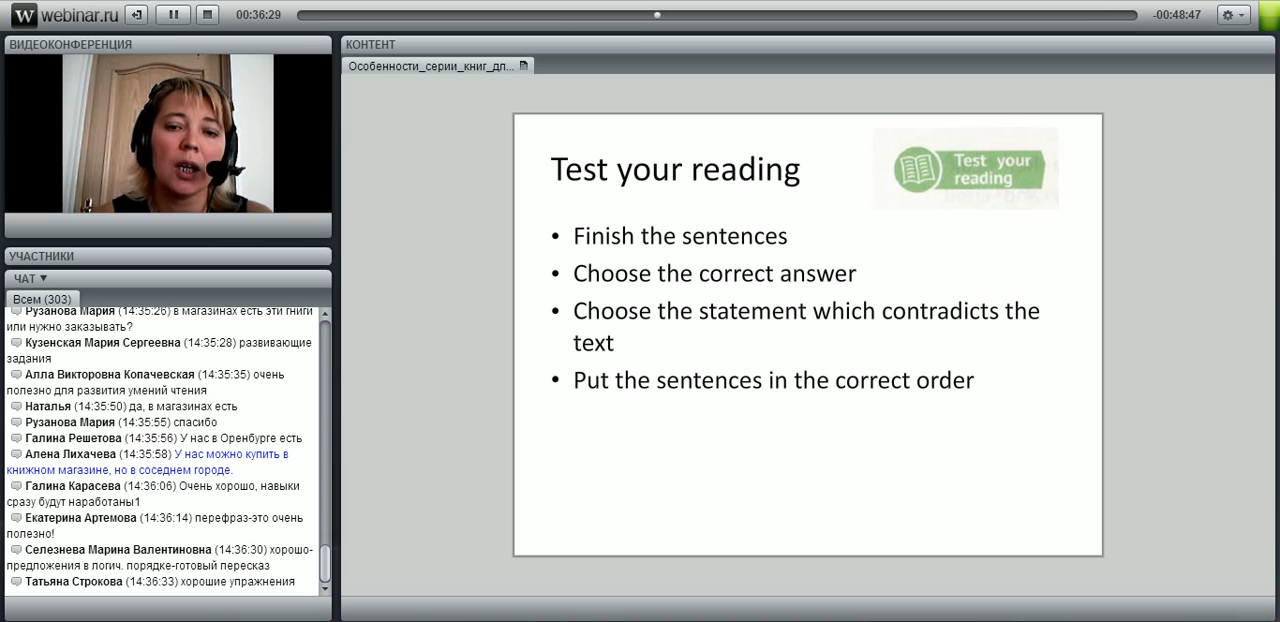 W webinar.ru 00:36:29 -00:48:47
ВИДЕОКОНФЕРЕНЦИЯ
КОНТЕНТ
Особенности_серии_книг_дл...
Test your reading
Test your
reading
• Finish the sentences
• Choose the correct answer
• Choose the statement which contradicts the
text
• Put the sentences in the correct order
УЧАСТНИКИ
ЧАТ ▼
Всем (303)
Рузанова Мария (14:35:26) в магазинах есть эти гниги
или нужно заказывать?
Кузенская Мария Сергеевна (14:35:28) развивающие
задания
Алла Викторовна Копачевская (14:35:35) очень
полезно для развития умений чтения
Наталья (14:35:50) да, в магазинах есть
Рузанова Мария (14:35:55) спасибо
Галина Решетова (14:35:56) У нас в Оренбурге есть
Алена Лихачева (14:35:58) У нас можно купить в
книжном магазине, но в соседнем городе.
Галина Карасева (14:36:06) Очень хорошо, навыки
сразу будут наработаны1
Екатерина Артемова (14:36:14) перефраз-это очень
полезно!
Селезнева Марина Валентиновна (14:36:30) хорошо-
предложения в логич. порядке-готовый пересказ
Татьяна Строкова (14:36:33) хорошие упражнения